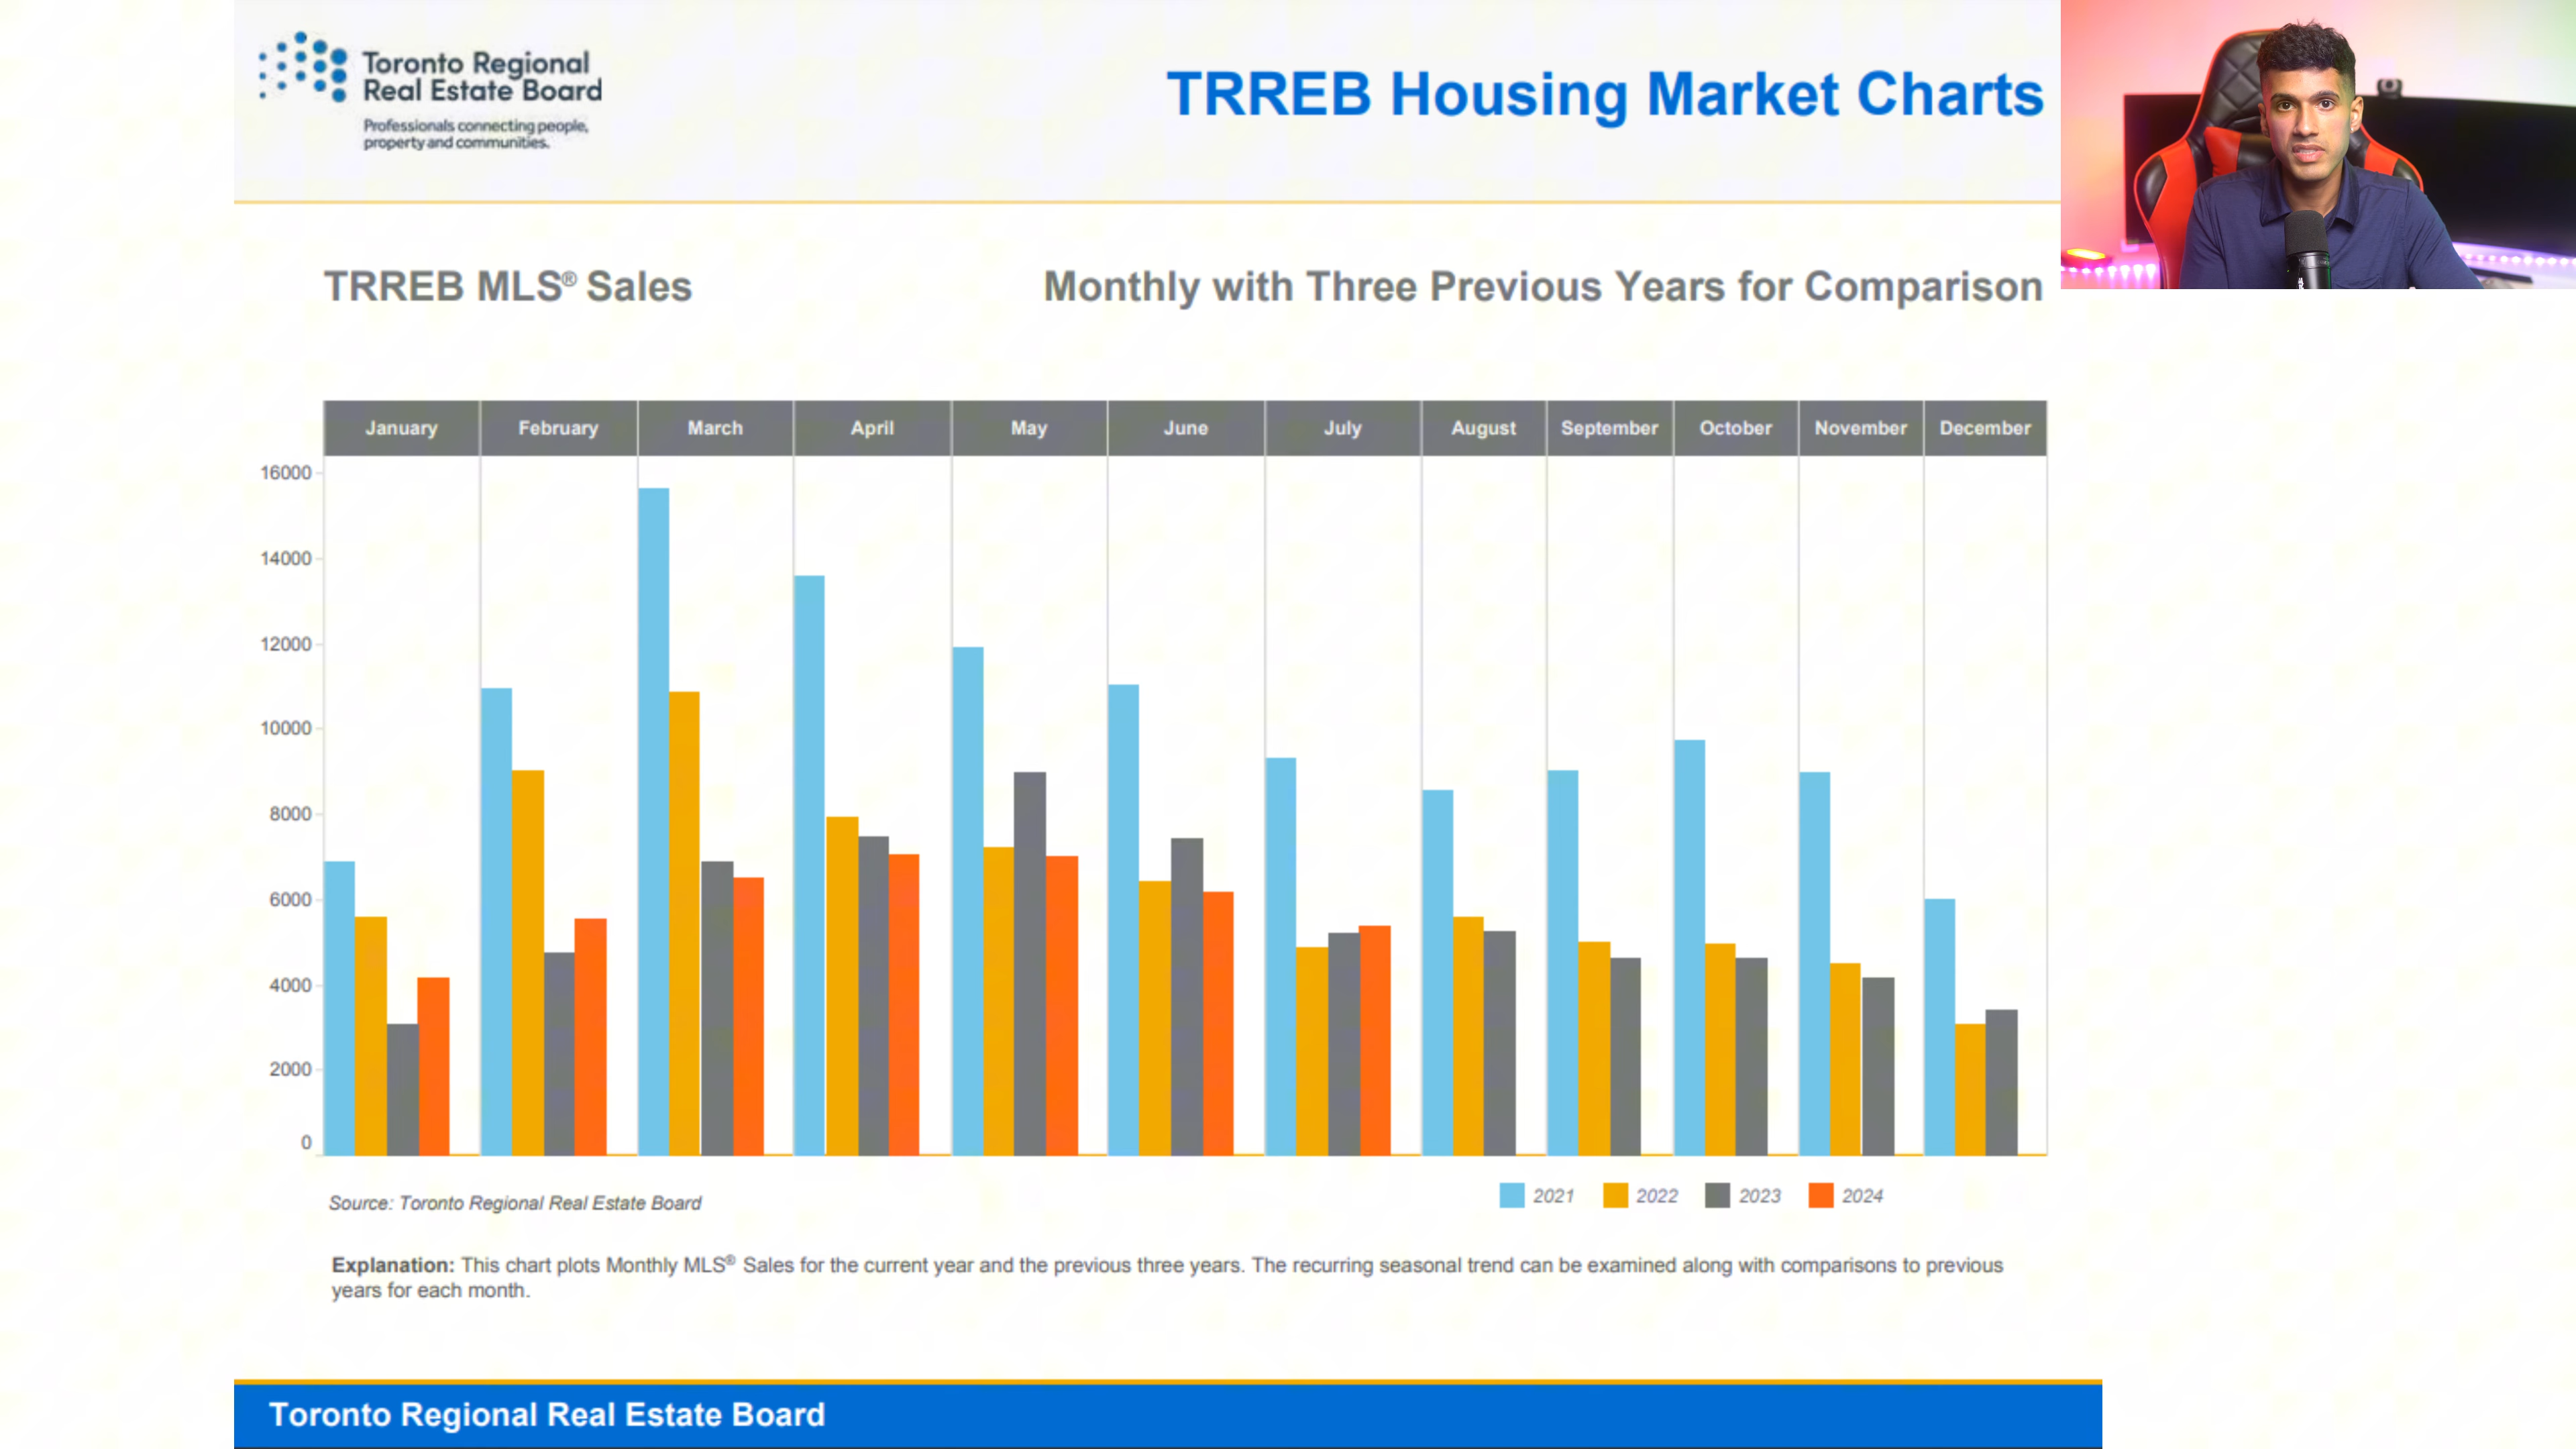 Toronto Regional
Real Estate Board
Professionals connecting people,
property and communities.
TRREB Housing Market Charts
TRREB MLS® Sales
Monthly with Three Previous Years for Comparison
January February March April May June July August September October November December
16000
14000
12000
10000
8000
6000
4000
2000
0
Source: Toronto Regional Real Estate Board
2021 2022 2023 2024
Explanation: This chart plots Monthly MLS® Sales for the current year and the previous three years. The recurring seasonal trend can be examined along with comparisons to previous
years for each month.
Toronto Regional Real Estate Board